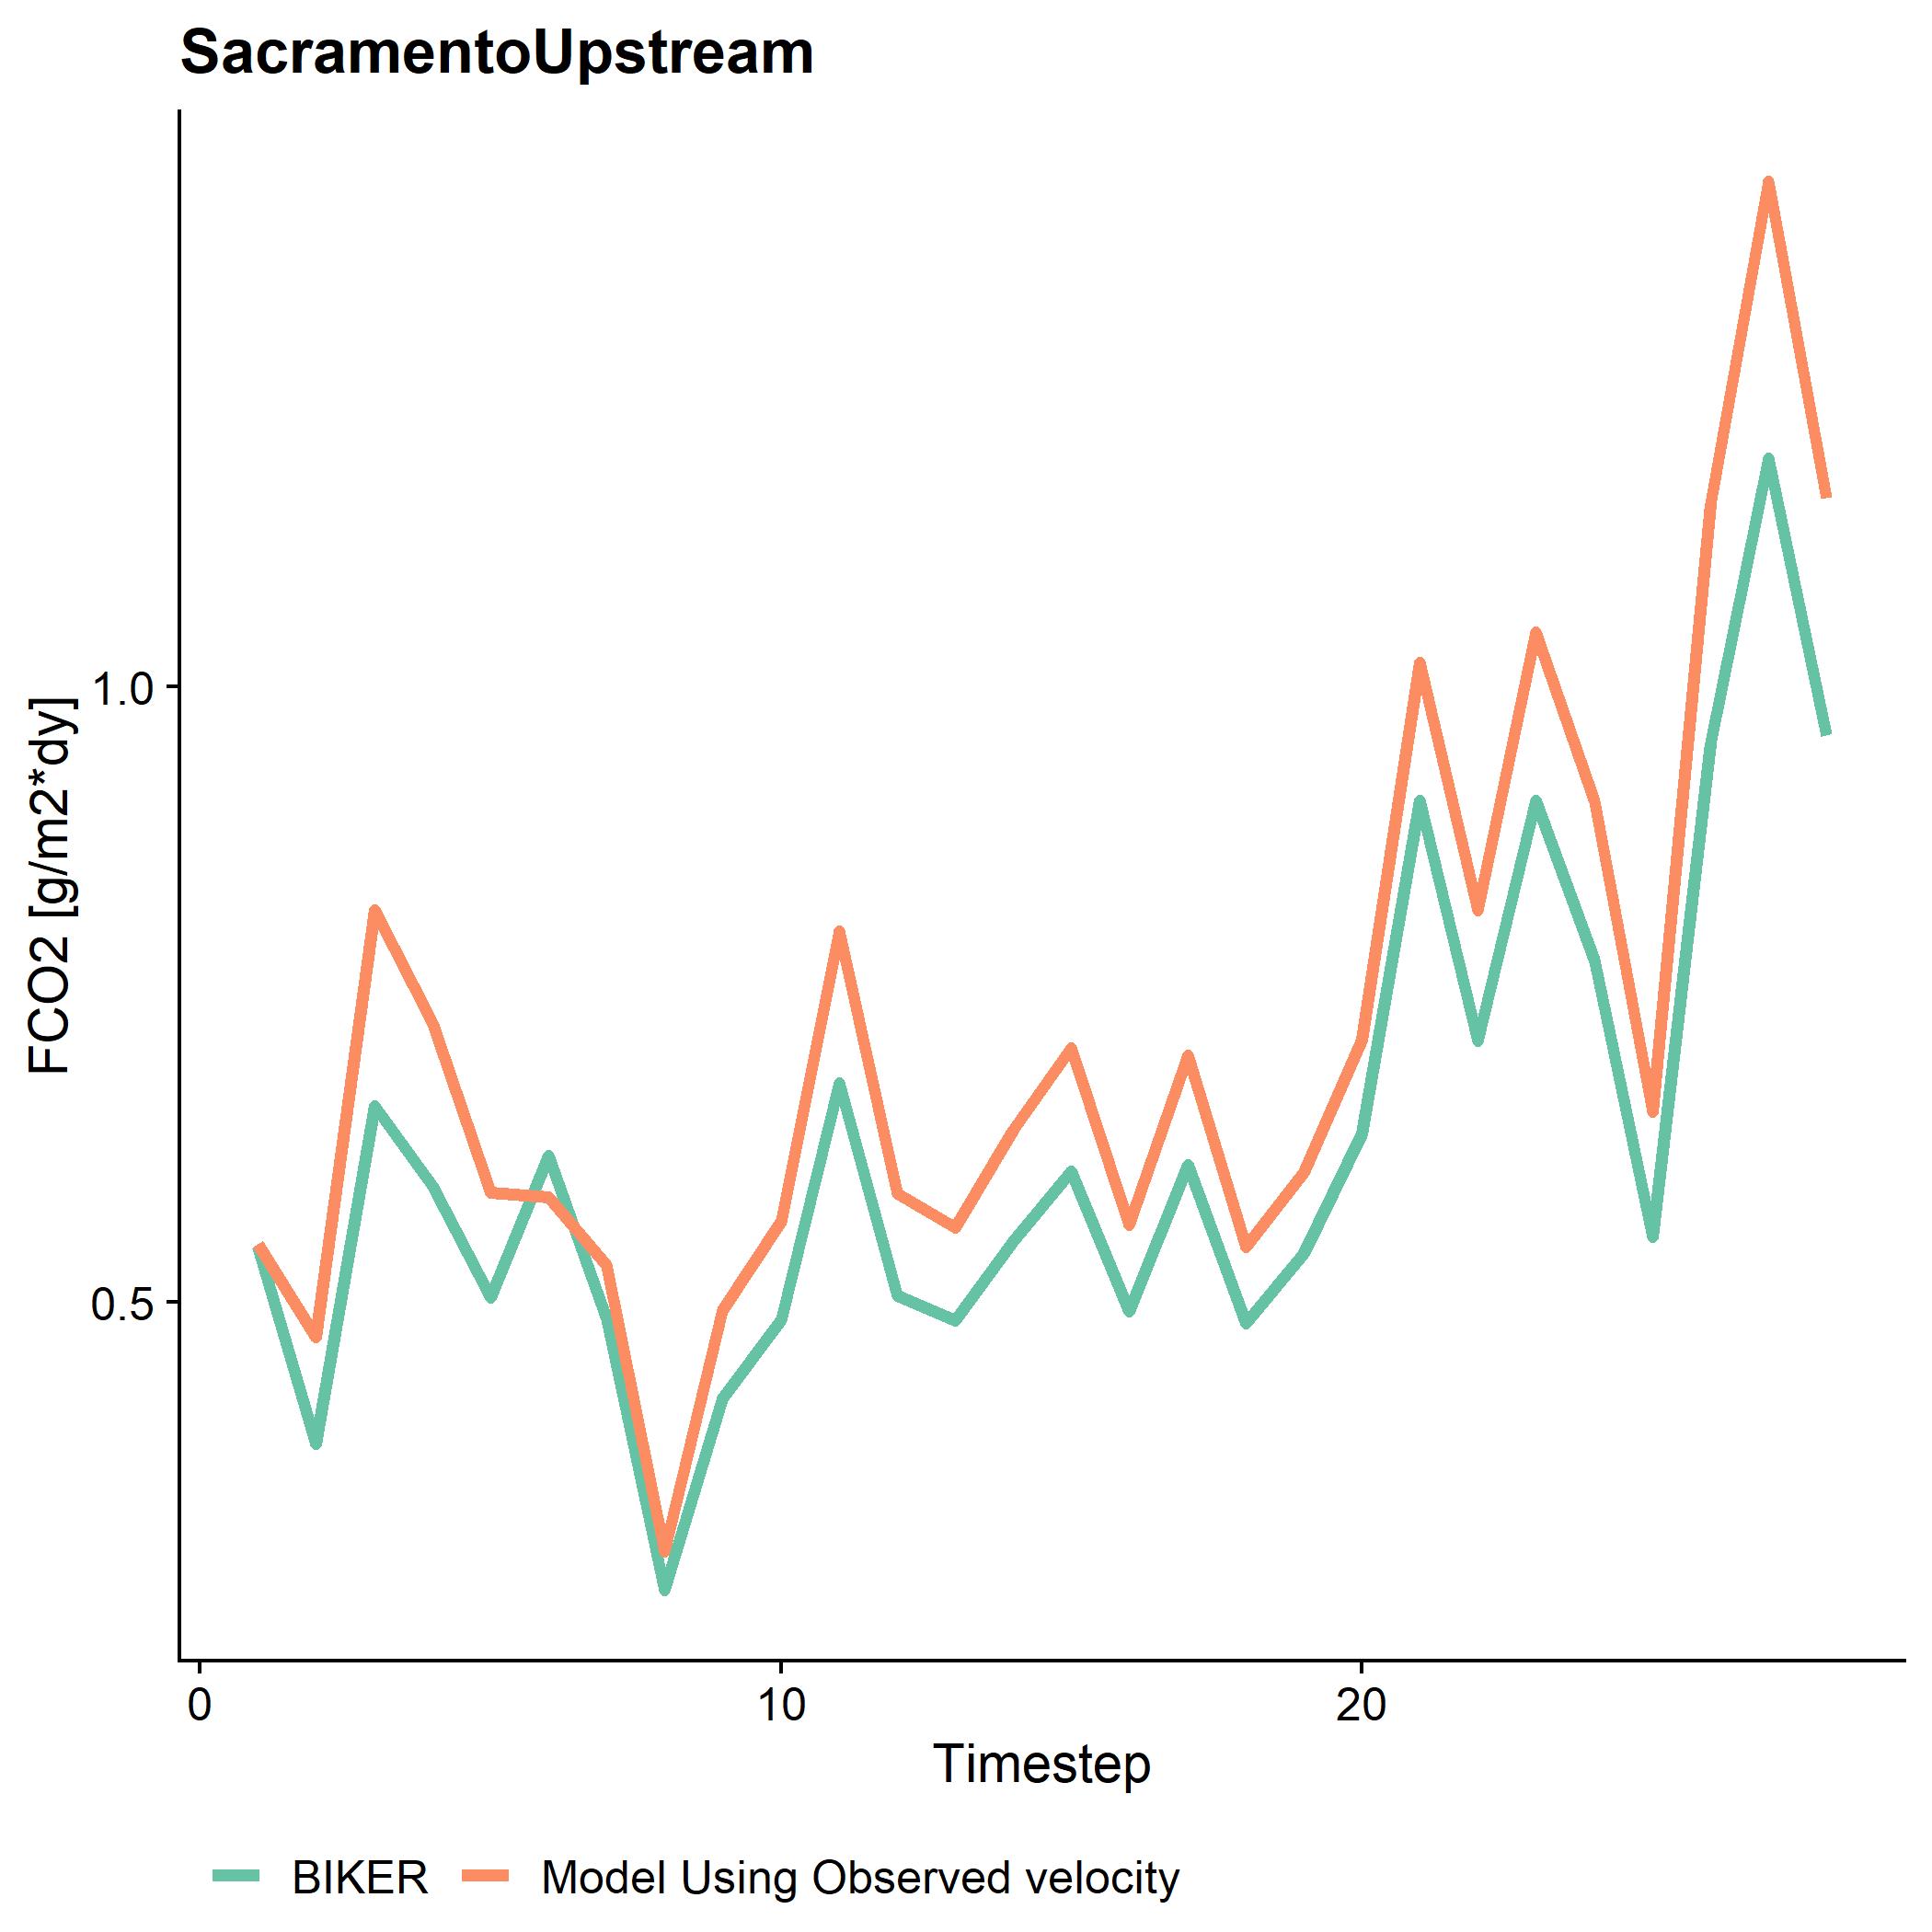 SacramentoUpstream
FCO2 [g/m2*dy]
1.0
0.5
0 10 20
Timestep
BIKER Model Using Observed velocity